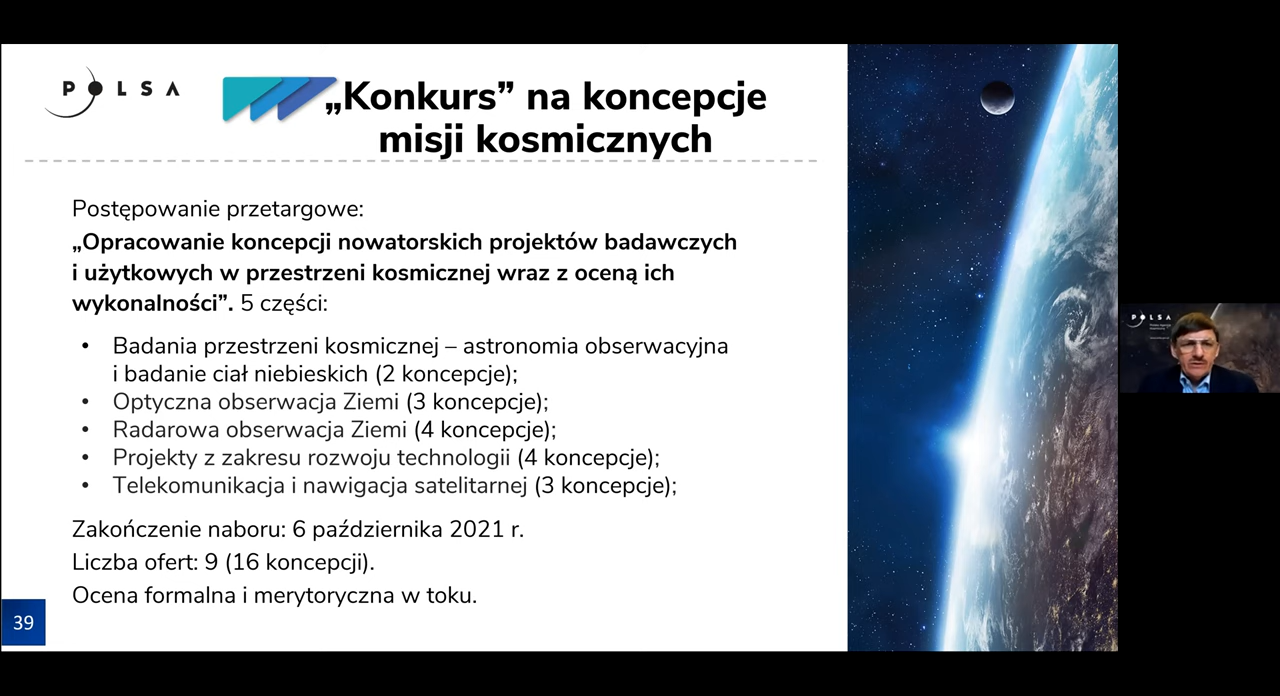 POLSA
„Konkurs” na koncepcje
misji kosmicznych
Postępowanie przetargowe:
„Opracowanie koncepcji nowatorskich projektów badawczych
i użytkowych w przestrzeni kosmicznej wraz z oceną ich
wykonalności”. 5 części:
• Badania przestrzeni kosmicznej – astronomia obserwacyjna
i badanie ciał niebieskich (2 koncepcje);
• Optyczna obserwacja Ziemi (3 koncepcje);
• Radarowa obserwacja Ziemi (4 koncepcje);
• Projekty z zakresu rozwoju technologii (4 koncepcje);
• Telekomunikacja i nawigacja satelitarnej (3 koncepcje);
Zakończenie naboru: 6 października 2021 r.
Liczba ofert: 9 (16 koncepcji).
Ocena formalna i merytoryczna w toku.
39
POLSA